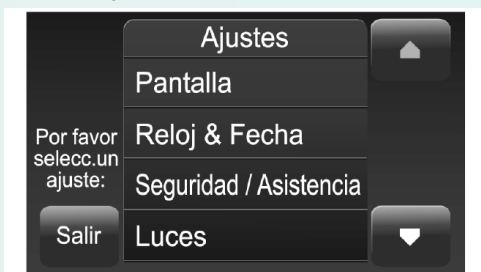 Ajustes
Pantalla
Reloj & Fecha
Por favor
selecc.un
ajuste:
Seguridad / Asistencia
Salir
Luces